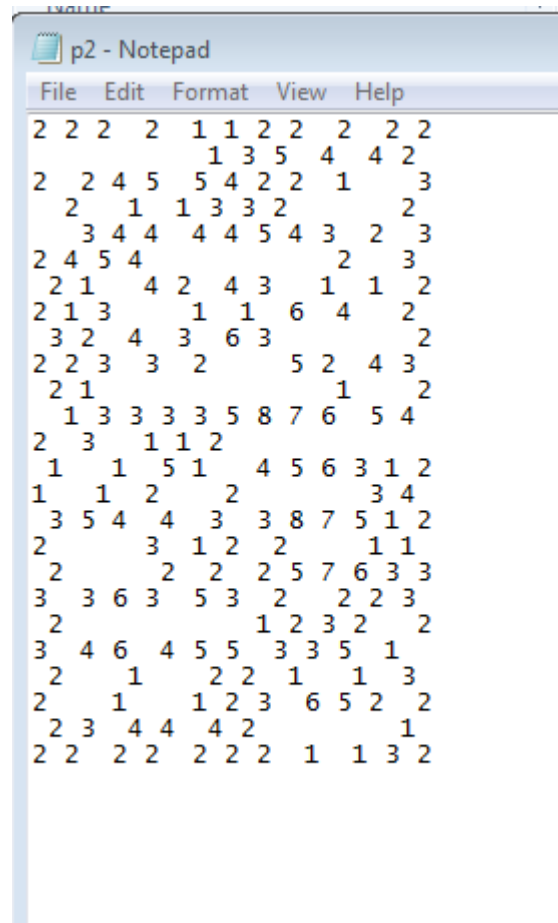 Name
p2 - Notepad
File Edit Format View Help
2 2 2  2  1 1 2 2  2  2 2
           1 3 5  4  4 2
2  2 4 5  5 4 2 2  1    3
  2   1  1 3 3 2       2
   3 4 4  4 4 5 4 3  2  3
2 4 5 4            2   3
 2 1   4 2  4 3   1  1  2
2 1 3     1  1  6  4   2
 3 2  4  3  6 3         2
2 2 3  3  2     5 2  4 3
 2 1               1    2
  1 3 3 3 3 5 8 7 6  5 4
2  3   1 1 2
 1   1  5 1   4 5 6 3 1 2
1   1  2    2        3 4
 3 5 4  4  3  3 8 7 5 1 2
2      3  1 2  2     1 1
 2      2  2  2 5 7 6 3 3
3  3 6 3  5 3  2   2 2 3
 2            1 2 3 2   2
3  4 6  4 5 5  3 3 5  1
 2    1    2 2  1   1  3
2    1    1 2 3  6 5 2  2
 2 3  4 4  4 2         1
2 2  2 2  2 2 2  1  1 3 2